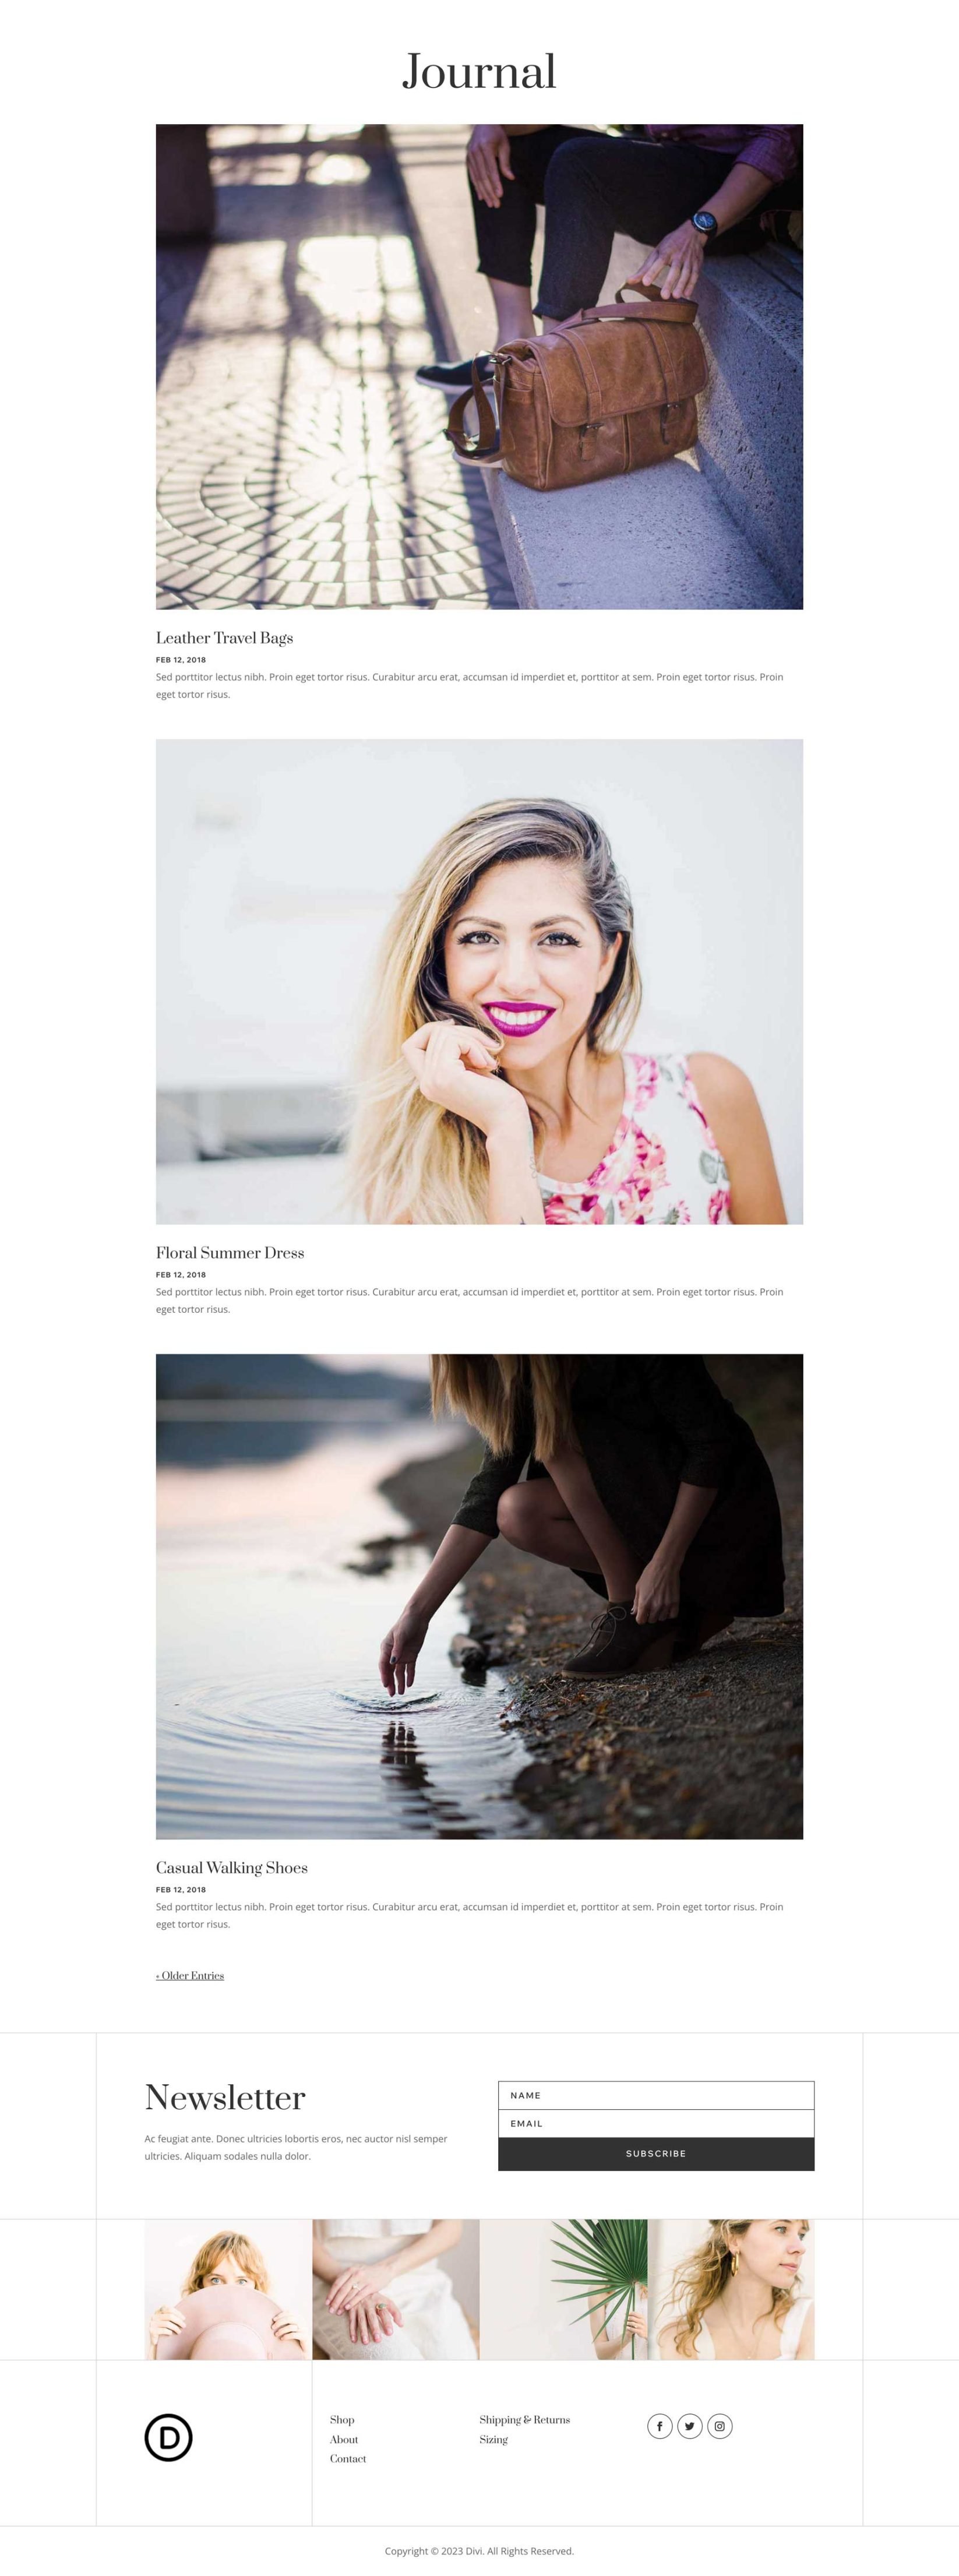 Journal
Leather Travel Bags
FEB 12, 2018
Sed porttitor lectus nibh. Proin eget tortor risus. Curabitur arcu erat, accumsan id imperdiet et, porttitor at sem. Proin eget tortor risus. Proin
eget tortor risus.
Floral Summer Dress
FEB 12, 2018
Sed porttitor lectus nibh. Proin eget tortor risus. Curabitur arcu erat, accumsan id imperdiet et, porttitor at sem. Proin eget tortor risus. Proin
eget tortor risus.
Casual Walking Shoes
FEB 12, 2018
Sed porttitor lectus nibh. Proin eget tortor risus. Curabitur arcu erat, accumsan id imperdiet et, porttitor at sem. Proin eget tortor risus. Proin
eget tortor risus.
« Older Entries
Newsletter
Ac feugiat ante. Donec ultricies lobortis eros, nec auctor nisl semper
ultricies. Aliquam sodales nulla dolor.
NAME
EMAIL
SUBSCRIBE
D
Shop
About
Contact
Shipping & Returns
Sizing
Copyright © 2023 Divi. All Rights Reserved.